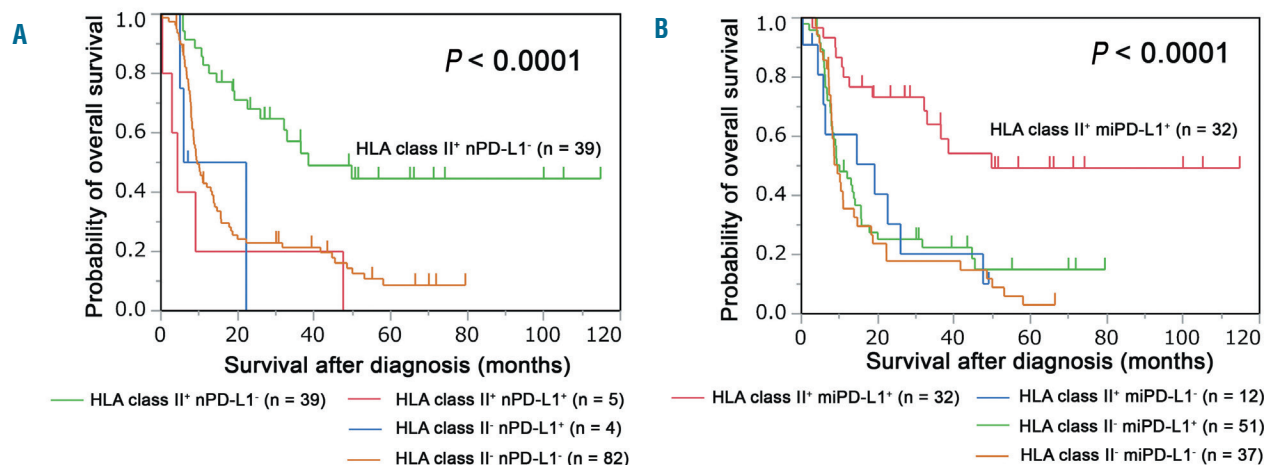 A
Probability of overall survival
1.0
0.8
0.6
0.4
0.2
0.0
P < 0.0001
HLA class II⁺ nPD-L1⁻ (n = 39)
0 20 40 60 80 100 120
Survival after diagnosis (months)
HLA class II⁺ nPD-L1⁻ (n = 39)
HLA class II⁺ nPD-L1⁺ (n = 5)
HLA class II⁻ nPD-L1⁺ (n = 4)
HLA class II⁻ nPD-L1⁻ (n = 82)
B
Probability of overall survival
1.0
0.8
0.6
0.4
0.2
0.0
P < 0.0001
HLA class II⁺ miPD-L1⁺ (n = 32)
0 20 40 60 80 100 120
Survival after diagnosis (months)
HLA class II⁺ miPD-L1⁺ (n = 32)
HLA class II⁺ miPD-L1⁻ (n = 12)
HLA class II⁻ miPD-L1⁺ (n = 51)
HLA class II⁻ miPD-L1⁻ (n = 37)